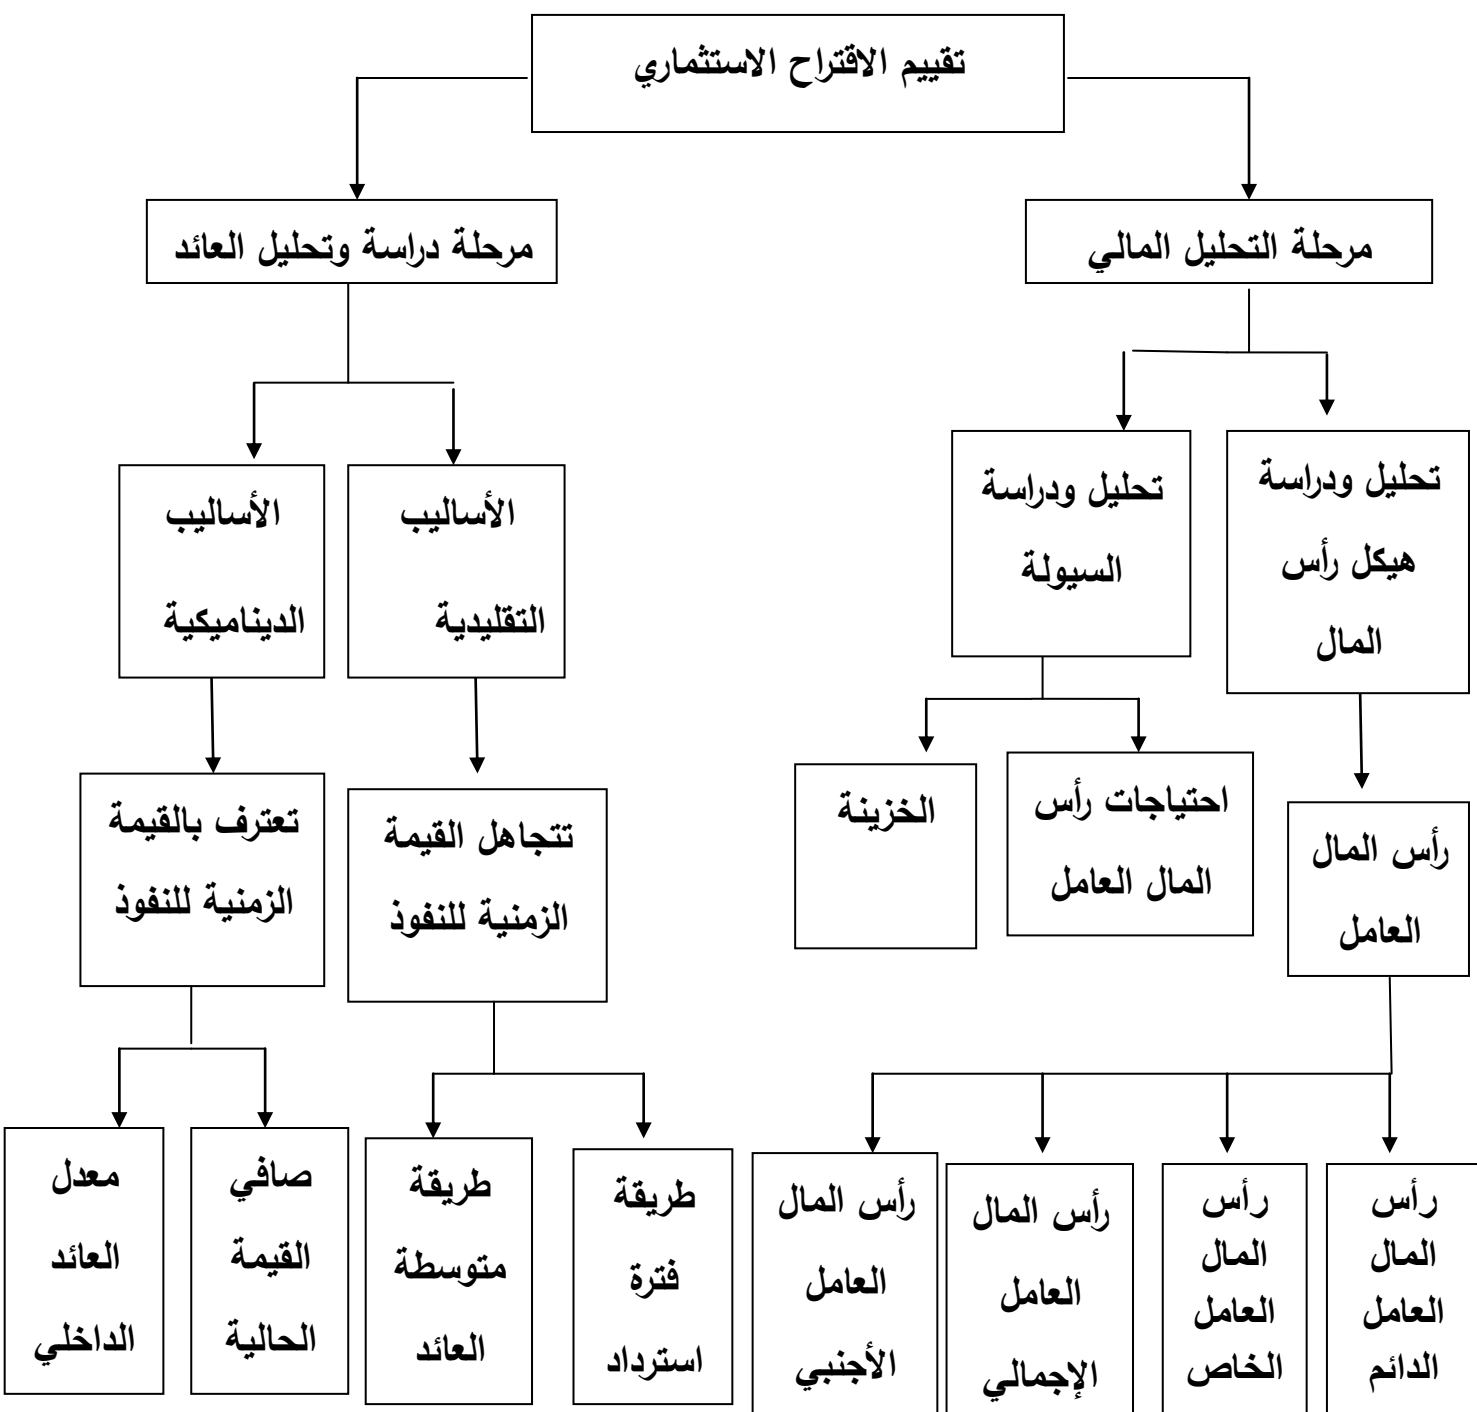 تقييم الاقتراح الاستثماري
مرحلة التحليل المالي
مرحلة دراسة وتحليل العائد
تحليل ودراسة
هيكل رأس
المال
تحليل ودراسة
السيولة
الأساليب
التقليدية
الأساليب
الديناميكية
رأس المال
العامل
احتياجات رأس
المال العامل
الخزينة
تتجاهل القيمة
الزمنية للنفوذ
تعترف بالقيمة
الزمنية للنفوذ
رأس
المال
العامل
الدائم
رأس
المال
العامل
الخاص
رأس المال
العامل
الإجمالي
رأس المال
العامل
الأجنبي
طريقة
فترة
استرداد
طريقة
متوسطة
العائد
صافي
القيمة
الحالية
معدل
العائد
الداخلي